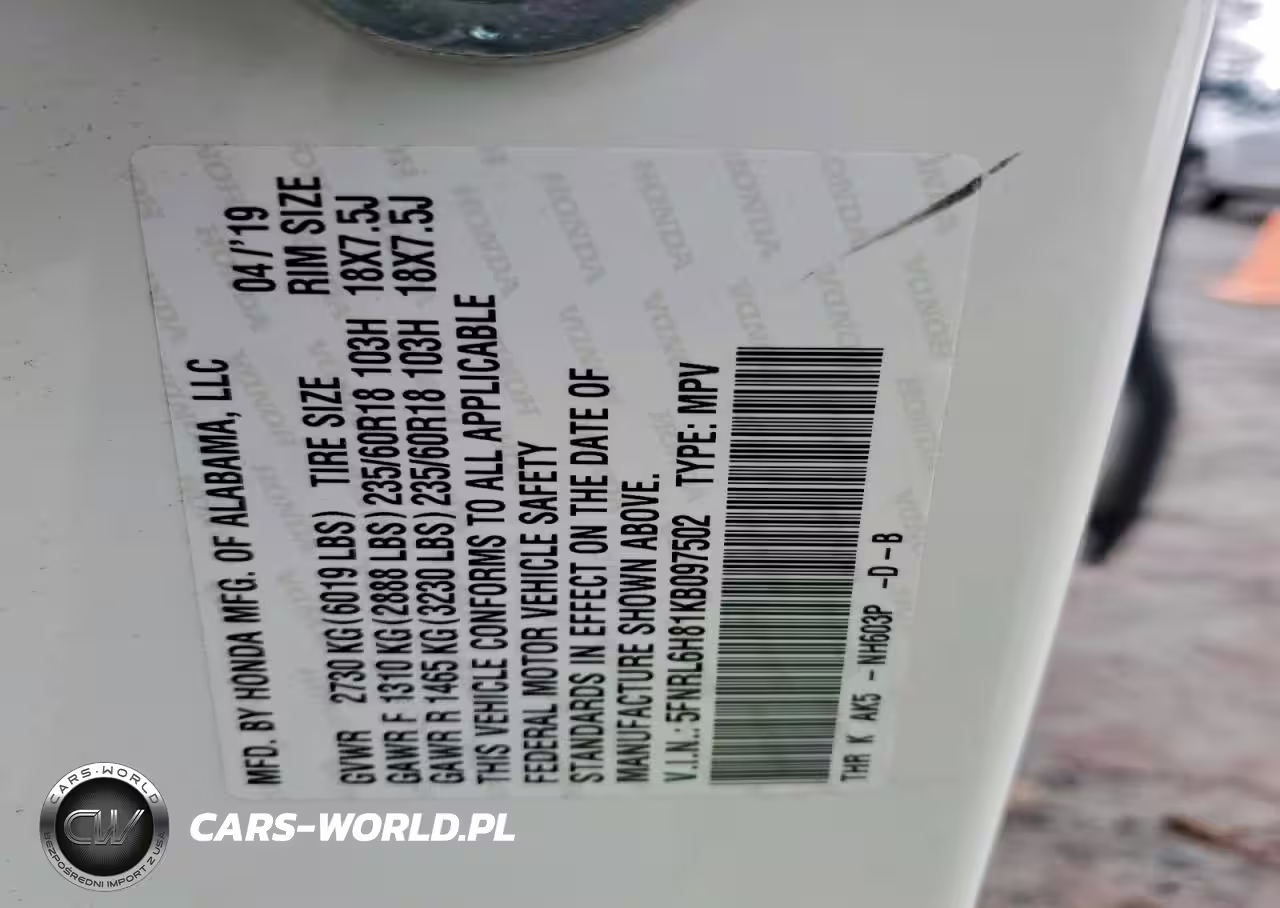 MFD. BY HONDA MFG. OF ALABAMA, LLC 04/'19
GVWR 2730 KG (6019 LBS) TIRE SIZE RIM SIZE
GAWR F 1310 KG (2888 LBS) 235/60R18 103H 18X7.5J
GAWR R 1465 KG (3230 LBS) 235/60R18 103H 18X7.5J
THIS VEHICLE CONFORMS TO ALL APPLICABLE
FEDERAL MOTOR VEHICLE SAFETY
STANDARDS IN EFFECT ON THE DATE OF
MANUFACTURE SHOWN ABOVE.
V.I.N.: 5FNRL6H81KB097502 TYPE: MPV
THR K AK5 - NH603P -D-B
HONDA
CARS-WORLD
CW
BEZPOŚREDNI IMPORT Z USA
CARS-WORLD.PL